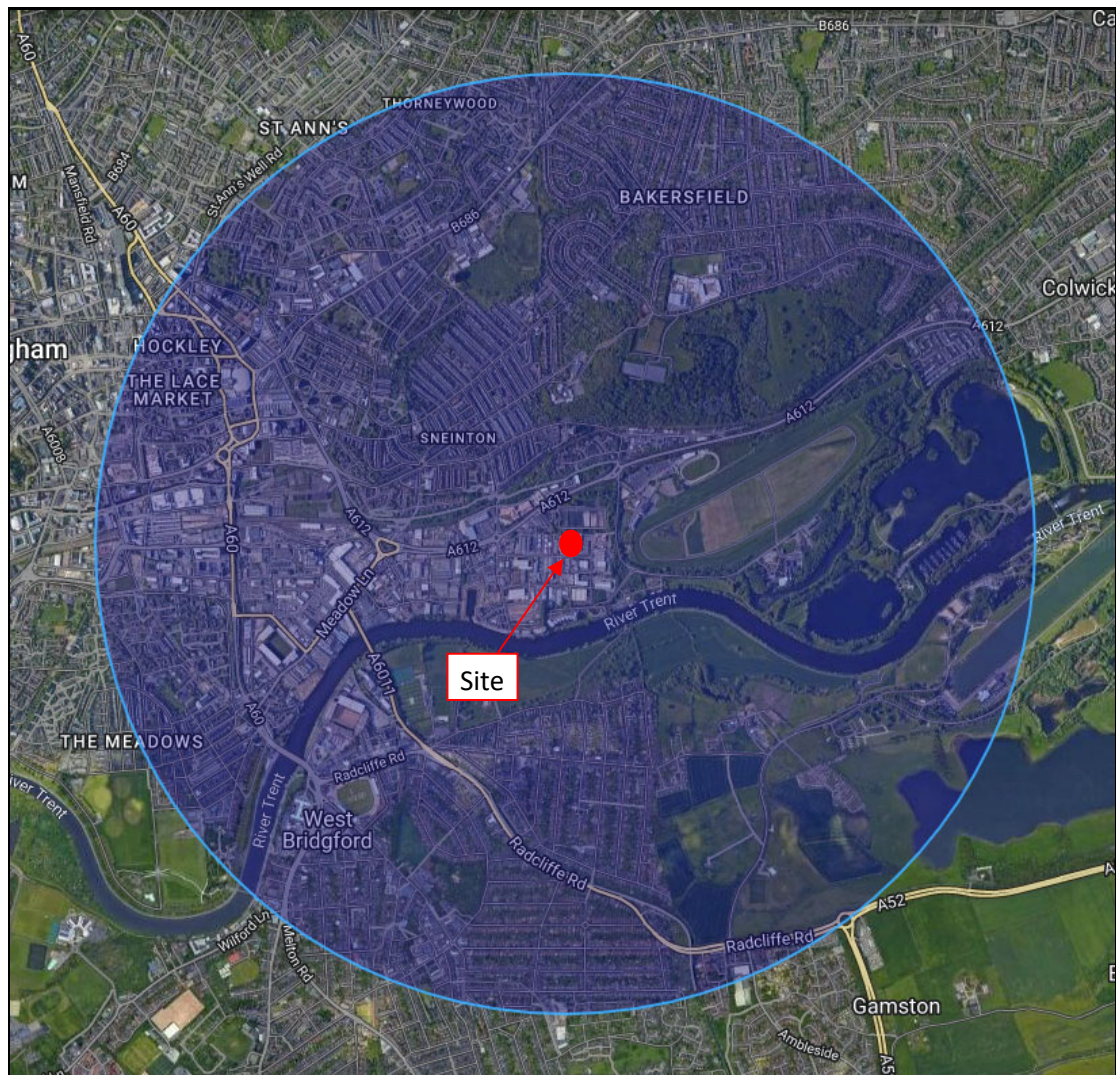 B686
Ca
A60
THORNEYWOOD
ST ANN'S
B684
St Ann's Well Rd
M
Mansfield Rd
A60
B686
BAKERSFIELD
Colwick
A612
HOCKLEY
gham
THE LACE
MARKET
A6008
A612
SNEINTON
A612
A612
A612
A60
River Trent
Meadow Ln
River Trent
A6011
Site
A60
THE MEADOWS
Radcliffe Rd
River Trent
River Trent
West
Bridgford
Radcliffe Rd
A52
A
Wilford Ln
Melton Rd
Radcliffe Rd
Gamston
E
Ambleside
A5